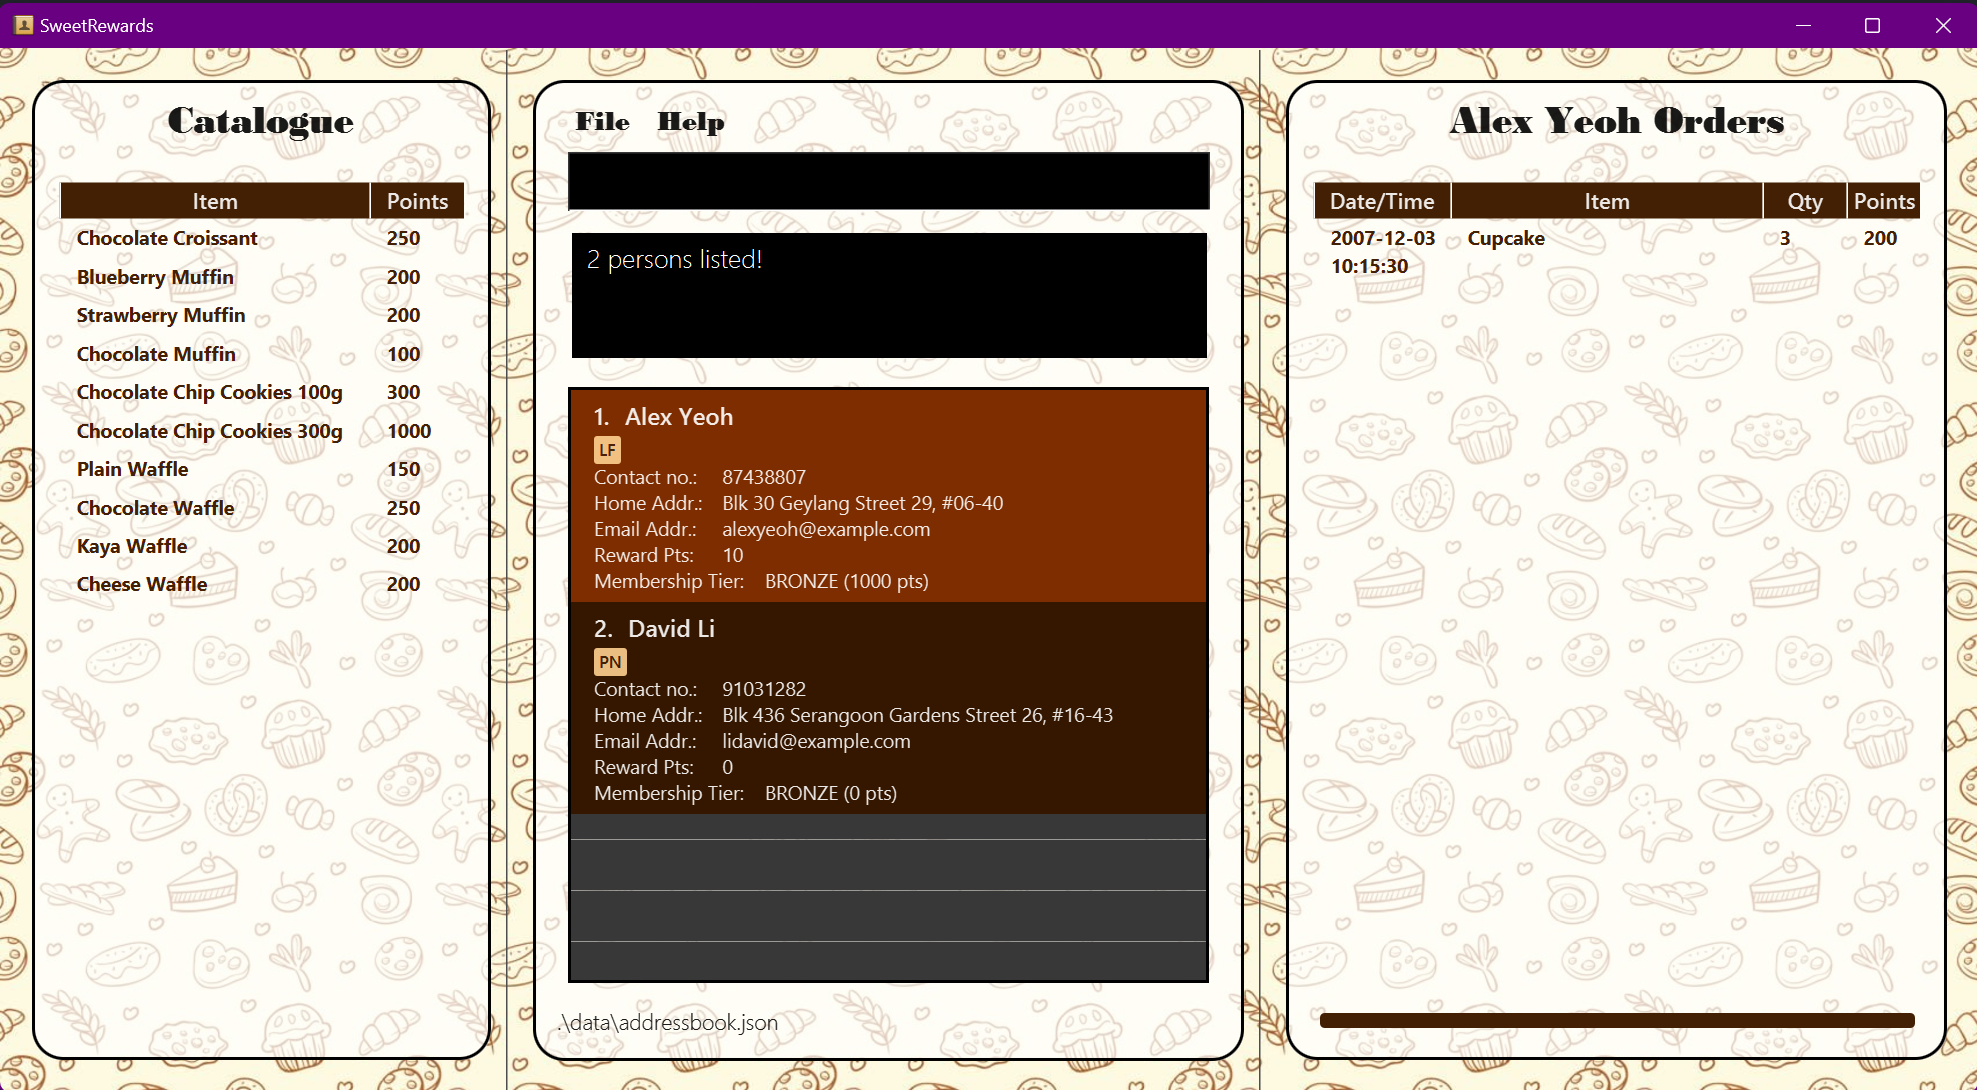 SweetRewards
Catalogue
Item Points
Chocolate Croissant 250
Blueberry Muffin 200
Strawberry Muffin 200
Chocolate Muffin 100
Chocolate Chip Cookies 100g 300
Chocolate Chip Cookies 300g 1000
Plain Waffle 150
Chocolate Waffle 250
Kaya Waffle 200
Cheese Waffle 200
File Help
2 persons listed!
1. Alex Yeoh
LF
Contact no.: 87438807
Home Addr.: Blk 30 Geylang Street 29, #06-40
Email Addr.: alexyeoh@example.com
Reward Pts: 10
Membership Tier: BRONZE (1000 pts)
2. David Li
PN
Contact no.: 91031282
Home Addr.: Blk 436 Serangoon Gardens Street 26, #16-43
Email Addr.: lidavid@example.com
Reward Pts: 0
Membership Tier: BRONZE (0 pts)
.\data\addressbook.json
Alex Yeoh Orders
Date/Time Item Qty Points
2007-12-03 Cupcake 3 200
10:15:30